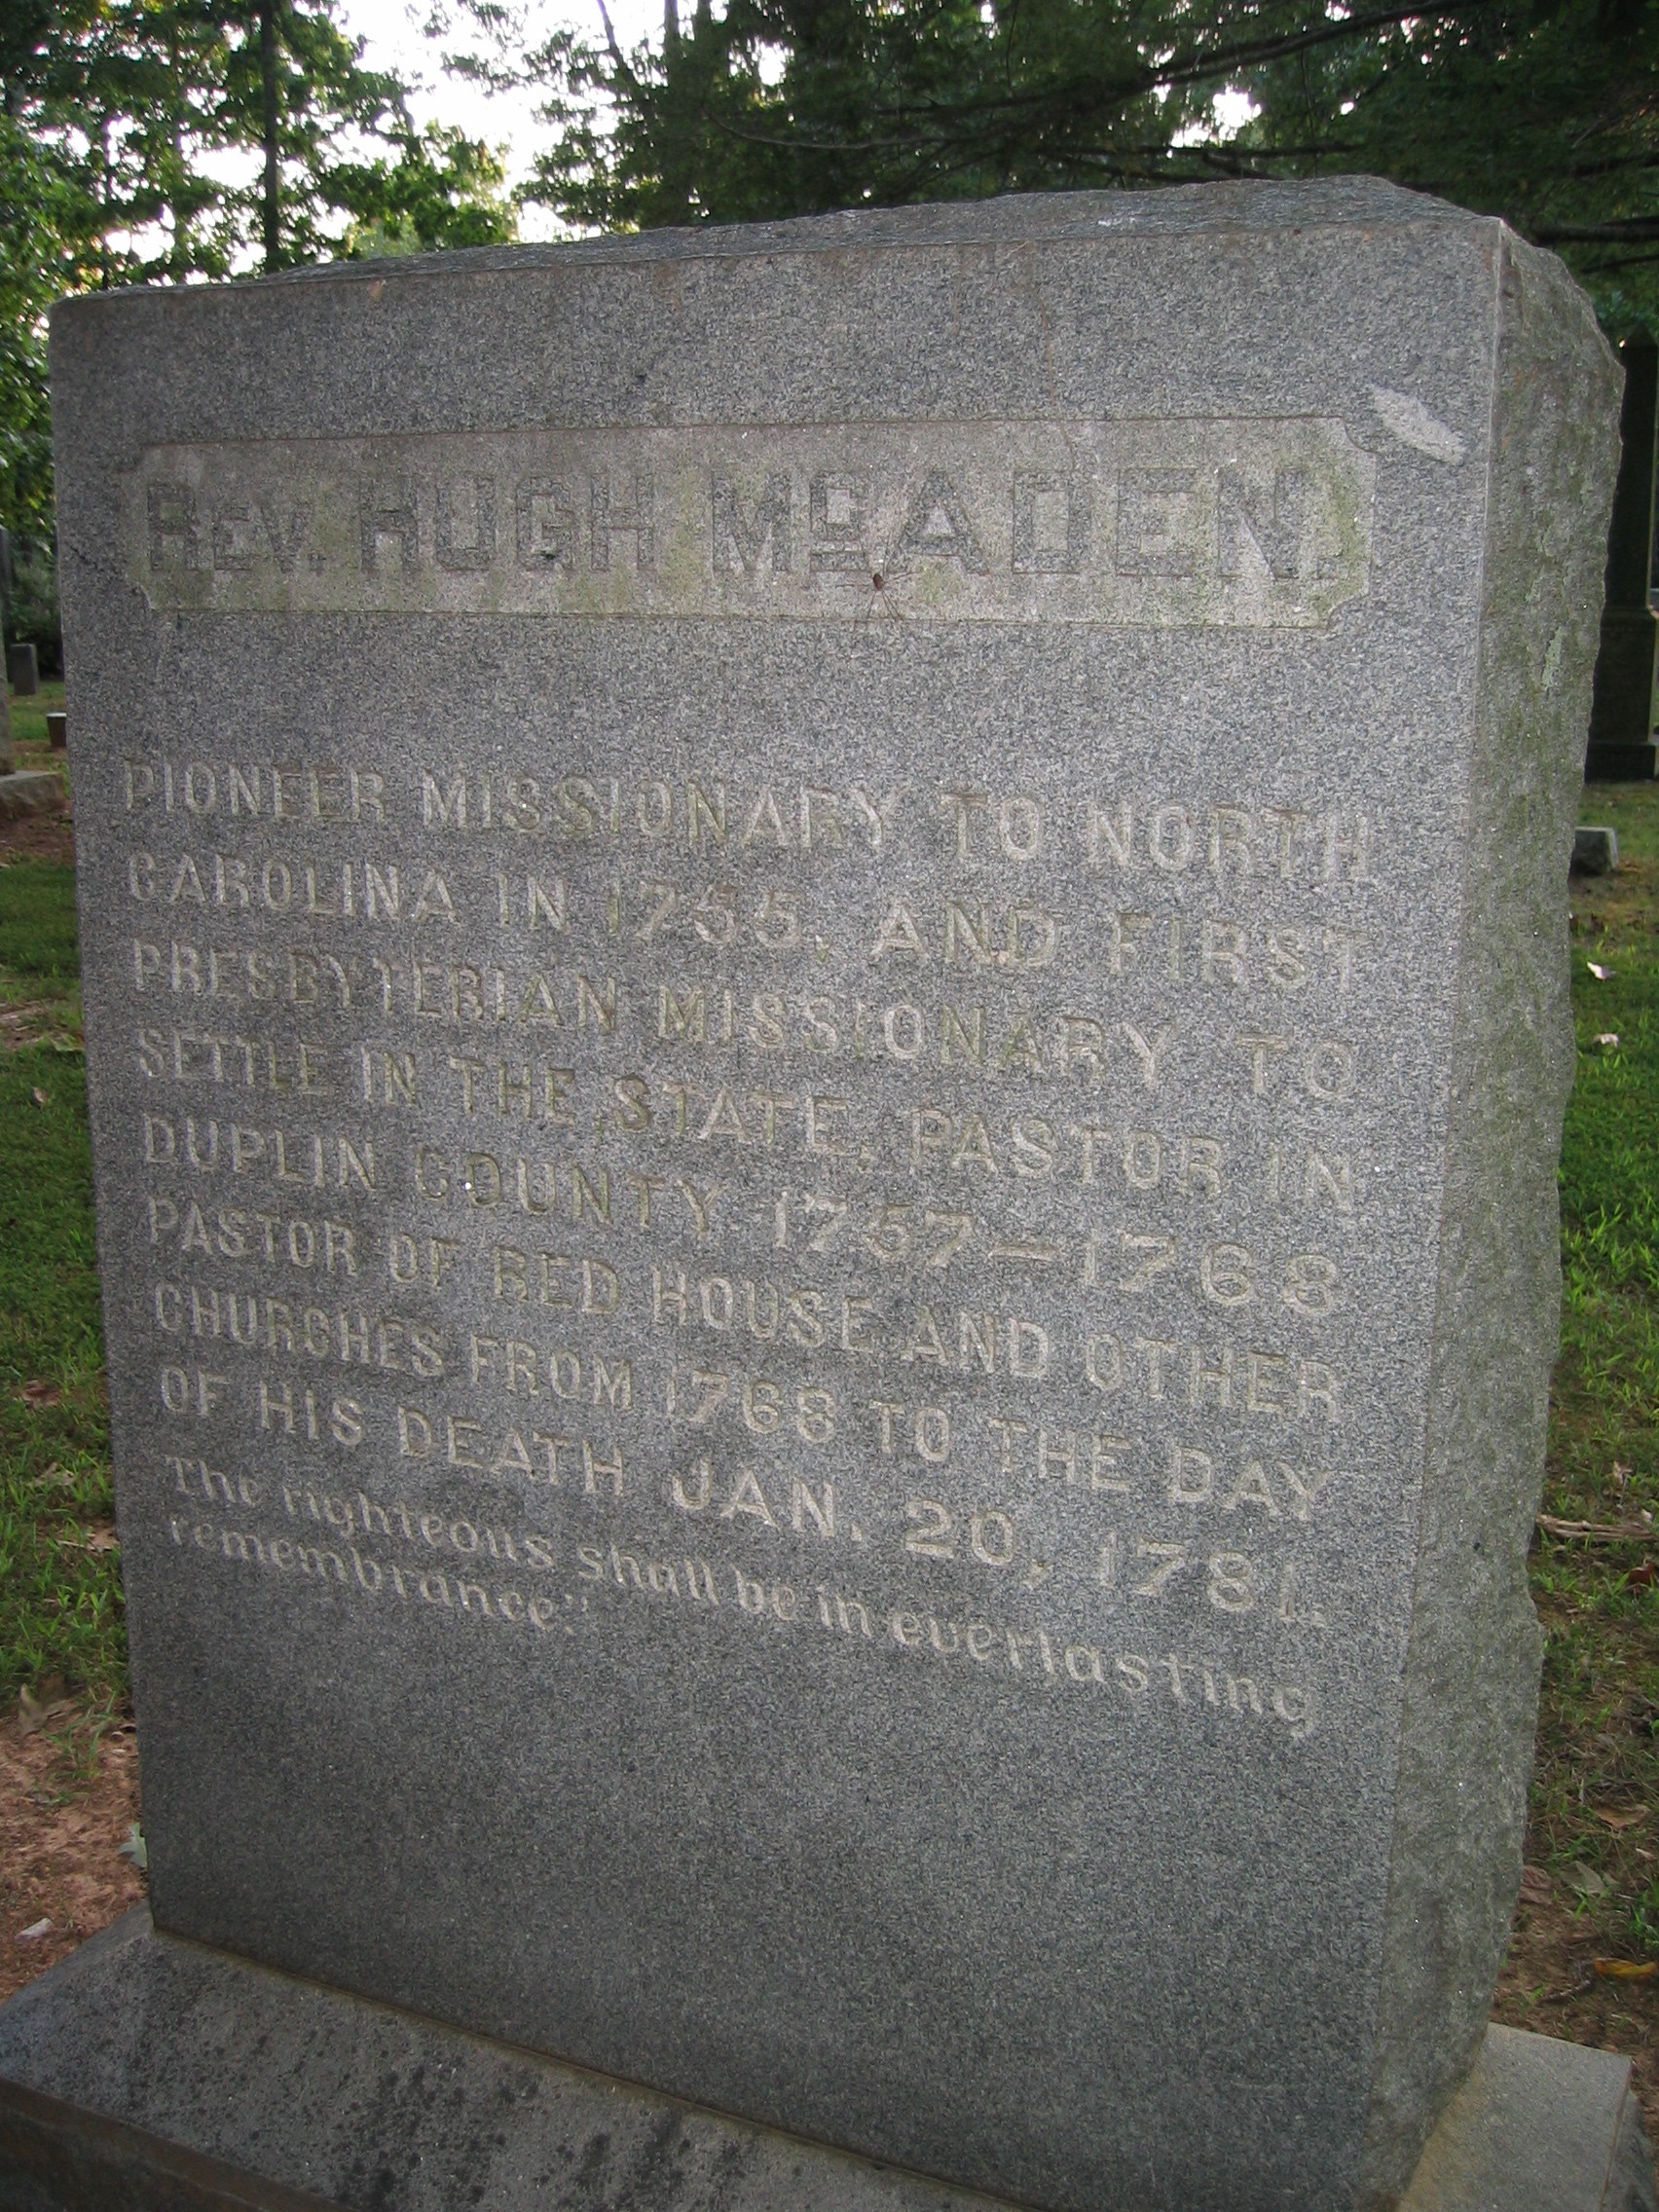 REV. HUGH McADEN.
PIONEER MISSIONARY TO NORTH
CAROLINA IN 1755, AND FIRST
PRESBYTERIAN MISSIONARY TO
SETTLE IN THE STATE, PASTOR IN
DUPLIN COUNTY 1757—1768
PASTOR OF RED HOUSE AND OTHER
CHURCHES FROM 1768 TO THE DAY
OF HIS DEATH JAN. 20, 1781.
The righteous shall be in everlasting
remembrance."